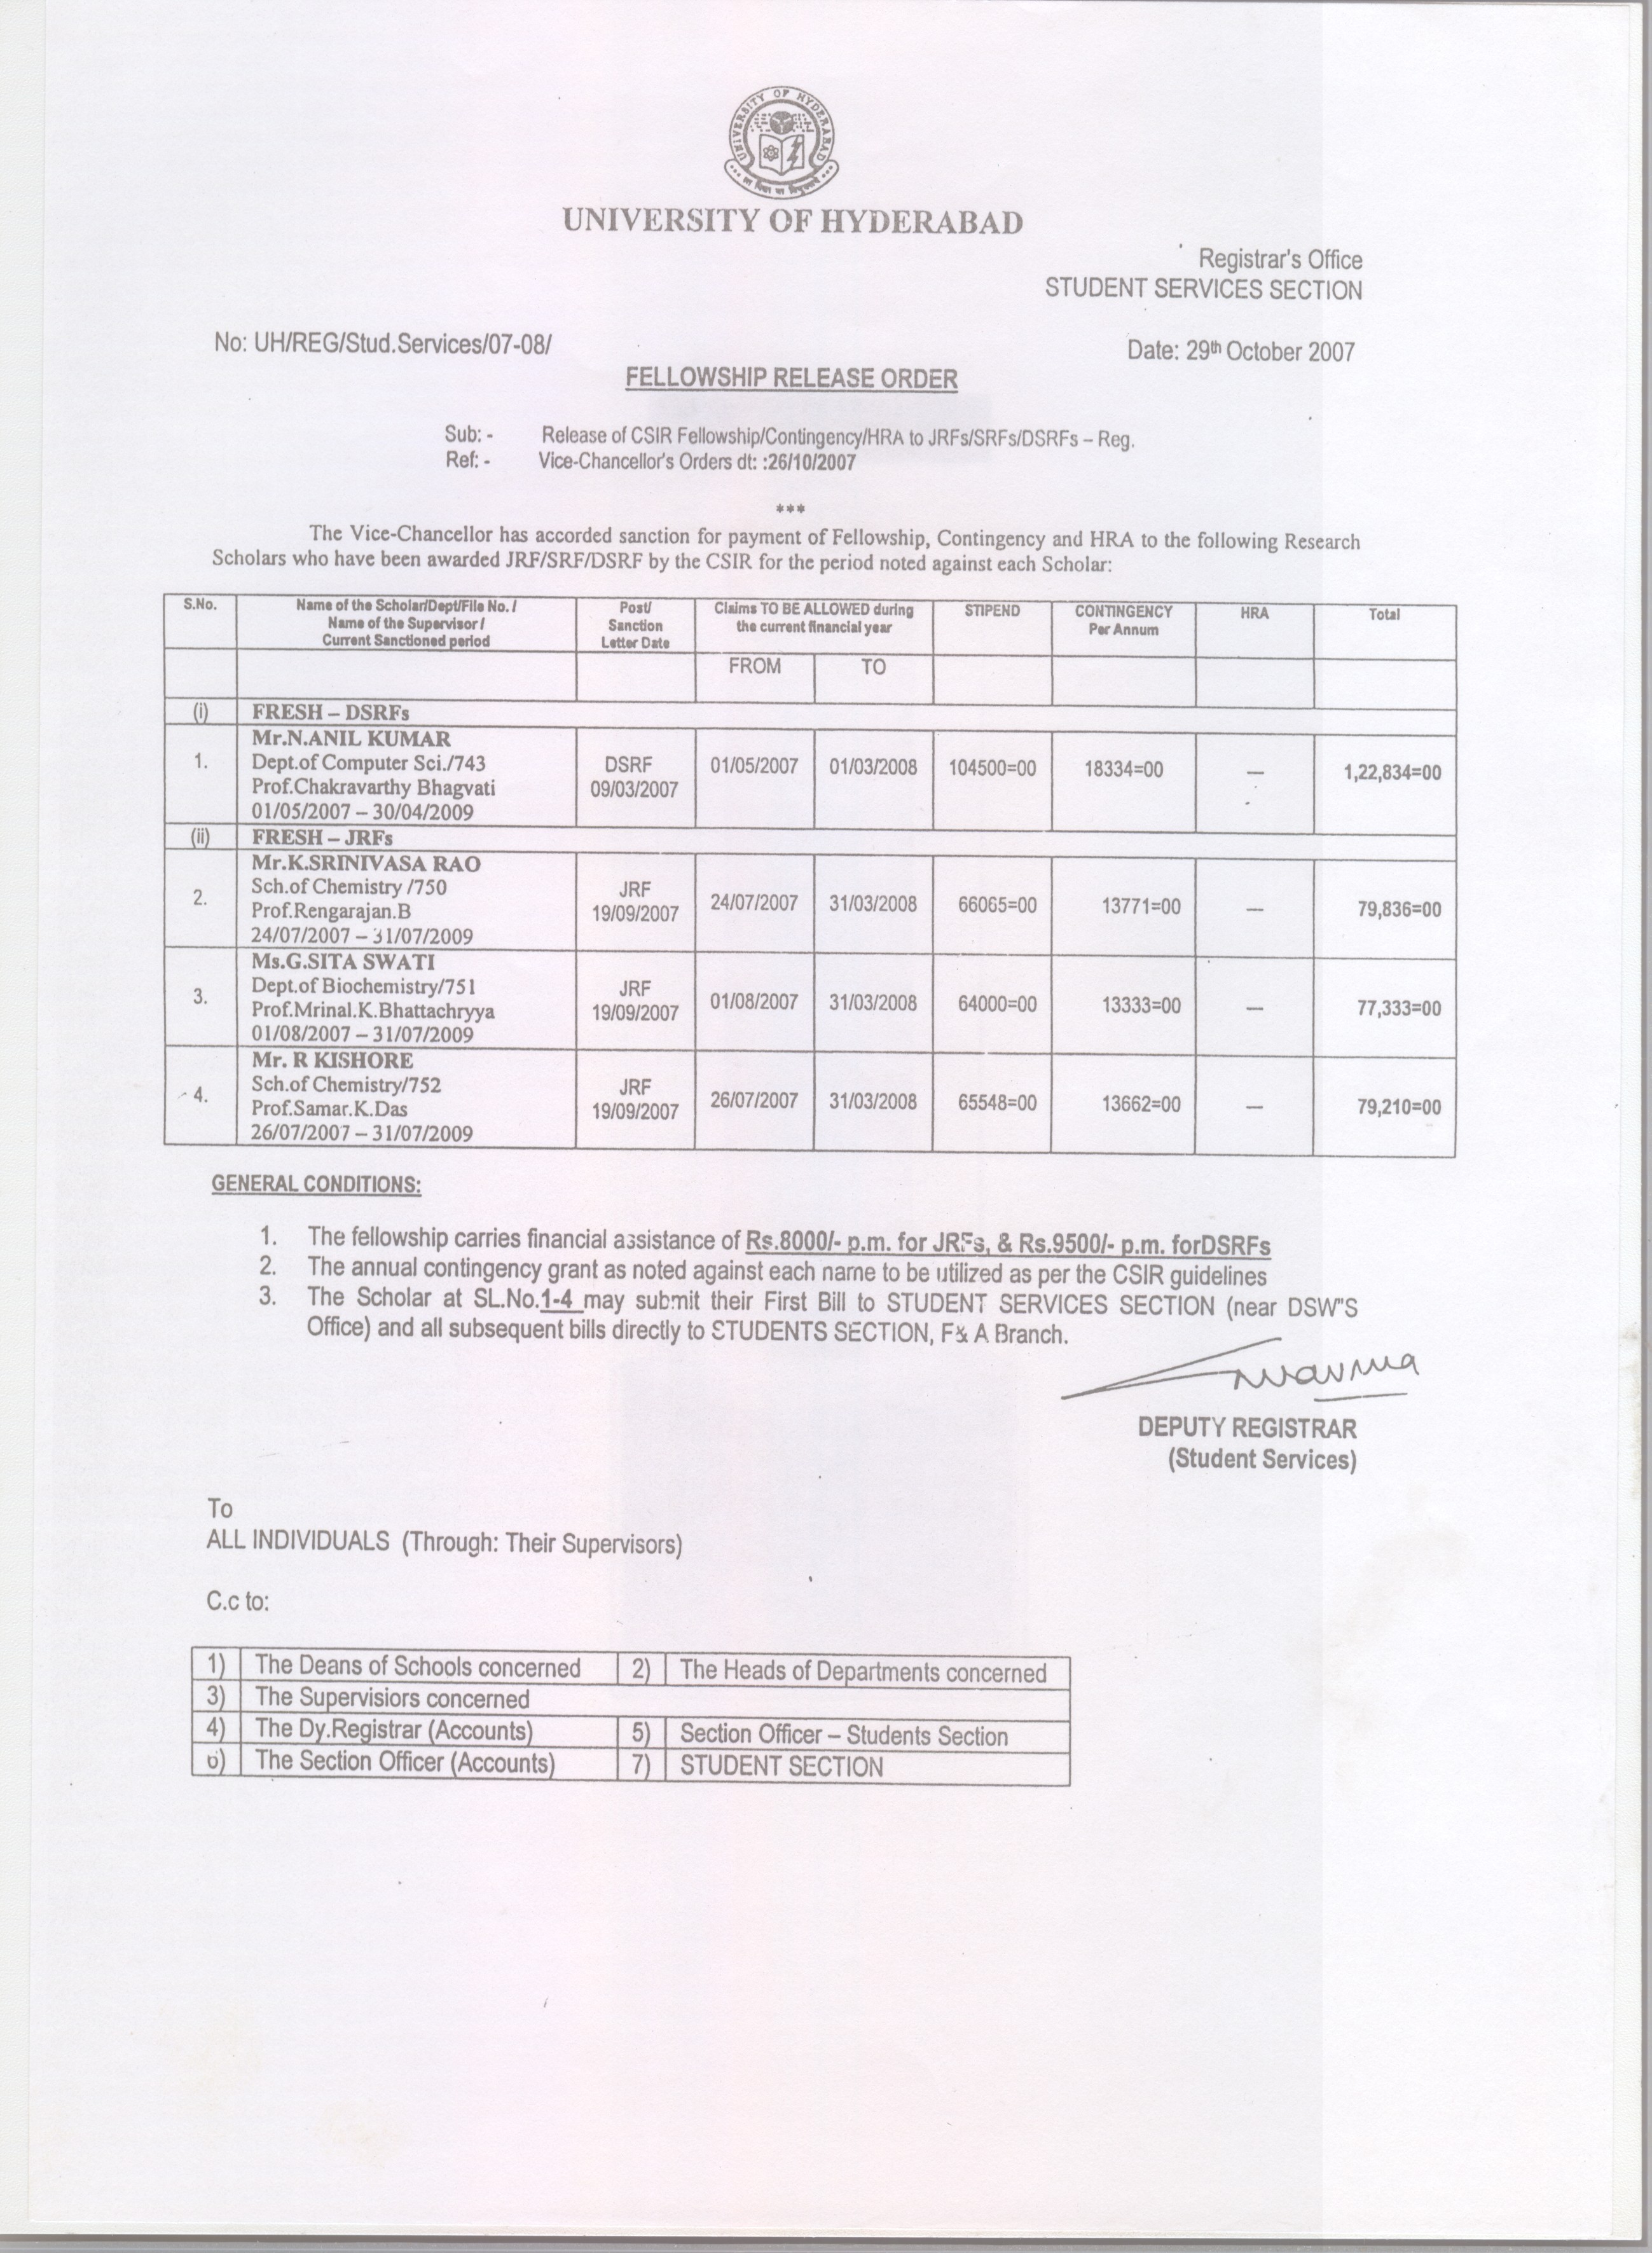 UNIVERSITY OF HYDERABAD
UNIVERSITY OF HYDERABAD
Registrar's Office
STUDENT SERVICES SECTION
No: UH/REG/Stud.Services/07-08/
Date: 29th October 2007
FELLOWSHIP RELEASE ORDER
Sub: - Release of CSIR Fellowship/Contingency/HRA to JRFs/SRFs/DSRFs – Reg.
Ref: - Vice-Chancellor's Orders dt: :26/10/2007
***
The Vice-Chancellor has accorded sanction for payment of Fellowship, Contingency and HRA to the following Research
Scholars who have been awarded JRF/SRF/DSRF by the CSIR for the period noted against each Scholar:
S.No. Name of the Scholar/Dept/File No. / Post/ Claims TO BE ALLOWED during STIPEND CONTINGENCY HRA Total
Name of the Supervisor / Sanction the current financial year Per Annum
Current Sanctioned period Letter Date
FROM TO
(i) FRESH – DSRFs
Mr.N.ANIL KUMAR
1. Dept.of Computer Sci./743 DSRF 01/05/2007 01/03/2008 104500=00 18334=00 — 1,22,834=00
Prof.Chakravarthy Bhagvati 09/03/2007
01/05/2007 – 30/04/2009
(ii) FRESH – JRFs
Mr.K.SRINIVASA RAO
2. Sch.of Chemistry /750 JRF 24/07/2007 31/03/2008 66065=00 13771=00 — 79,836=00
Prof.Rengarajan.B 19/09/2007
24/07/2007 – 31/07/2009
Ms.G.SITA SWATI
3. Dept.of Biochemistry/751 JRF 01/08/2007 31/03/2008 64000=00 13333=00 — 77,333=00
Prof.Mrinal.K.Bhattachryya 19/09/2007
01/08/2007 – 31/07/2009
Mr. R KISHORE
4. Sch.of Chemistry/752 JRF 26/07/2007 31/03/2008 65548=00 13662=00 — 79,210=00
Prof.Samar.K.Das 19/09/2007
26/07/2007 – 31/07/2009
GENERAL CONDITIONS:
1. The fellowship carries financial assistance of Rs.8000/- p.m. for JRFs, & Rs.9500/- p.m. forDSRFs
2. The annual contingency grant as noted against each name to be utilized as per the CSIR guidelines
3. The Scholar at SL.No.1-4 may submit their First Bill to STUDENT SERVICES SECTION (near DSW"S
Office) and all subsequent bills directly to STUDENTS SECTION, F& A Branch.
DEPUTY REGISTRAR
(Student Services)
To
ALL INDIVIDUALS (Through: Their Supervisors)
C.c to:
1) The Deans of Schools concerned 2) The Heads of Departments concerned
3) The Supervisiors concerned
4) The Dy.Registrar (Accounts) 5) Section Officer – Students Section
6) The Section Officer (Accounts) 7) STUDENT SECTION